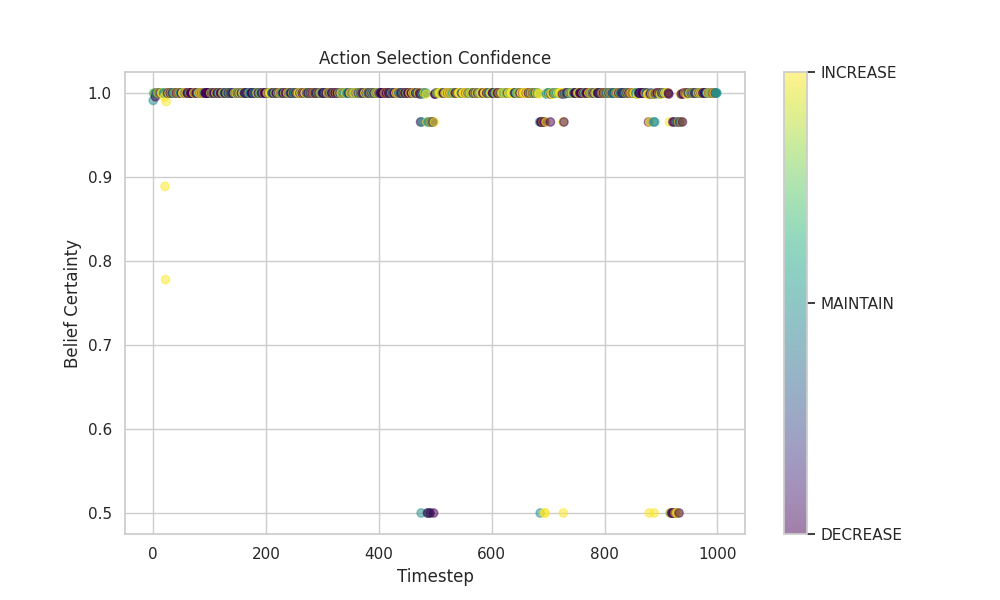 Action Selection Confidence
Belief Certainty
1.0
0.9
0.8
0.7
0.6
0.5
0 200 400 600 800 1000
Timestep
INCREASE
MAINTAIN
DECREASE